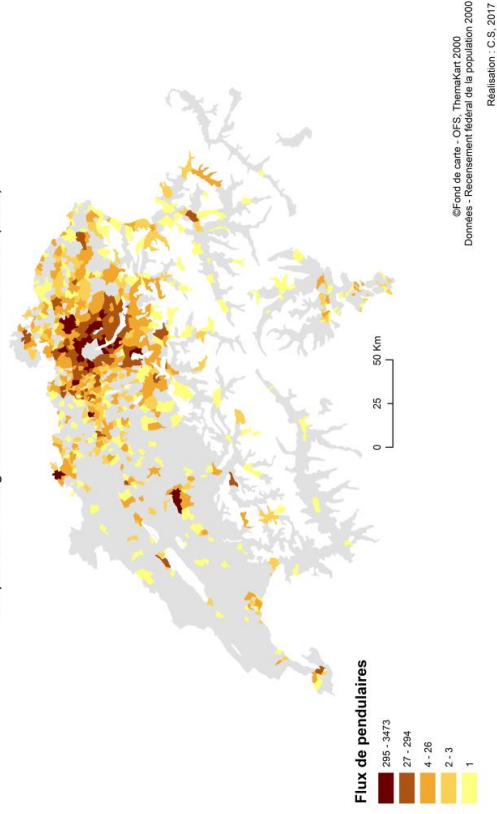 Flux de pendulaires
295 - 3473
27 - 294
4 - 26
2 - 3
1
0 25 50 Km
©Fond de carte - OFS, ThemaKart 2000
Données - Recensement fédéral de la population 2000
Réalisation : C.S, 2017